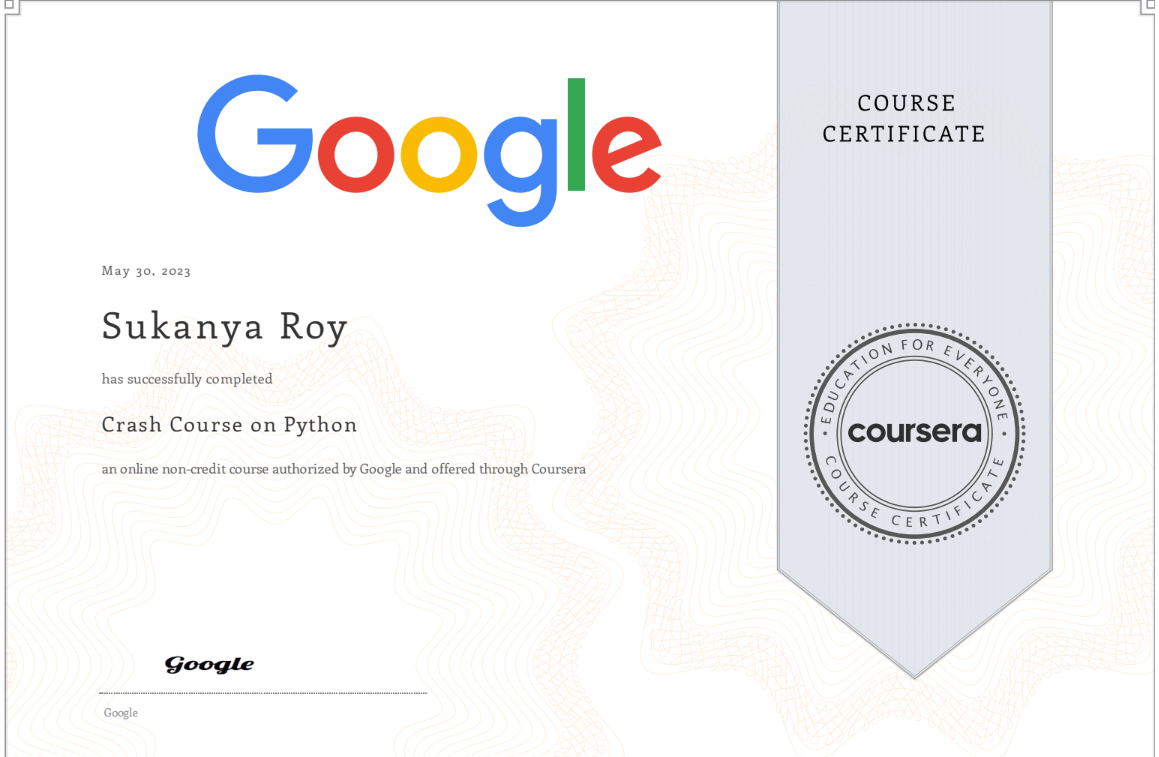 Google
COURSE
CERTIFICATE
May 30, 2023
Sukanya Roy
has successfully completed
Crash Course on Python
an online non-credit course authorized by Google and offered through Coursera
EDUCATION FOR EVERYONE
coursera
COURSE CERTIFICATE
Google
Google